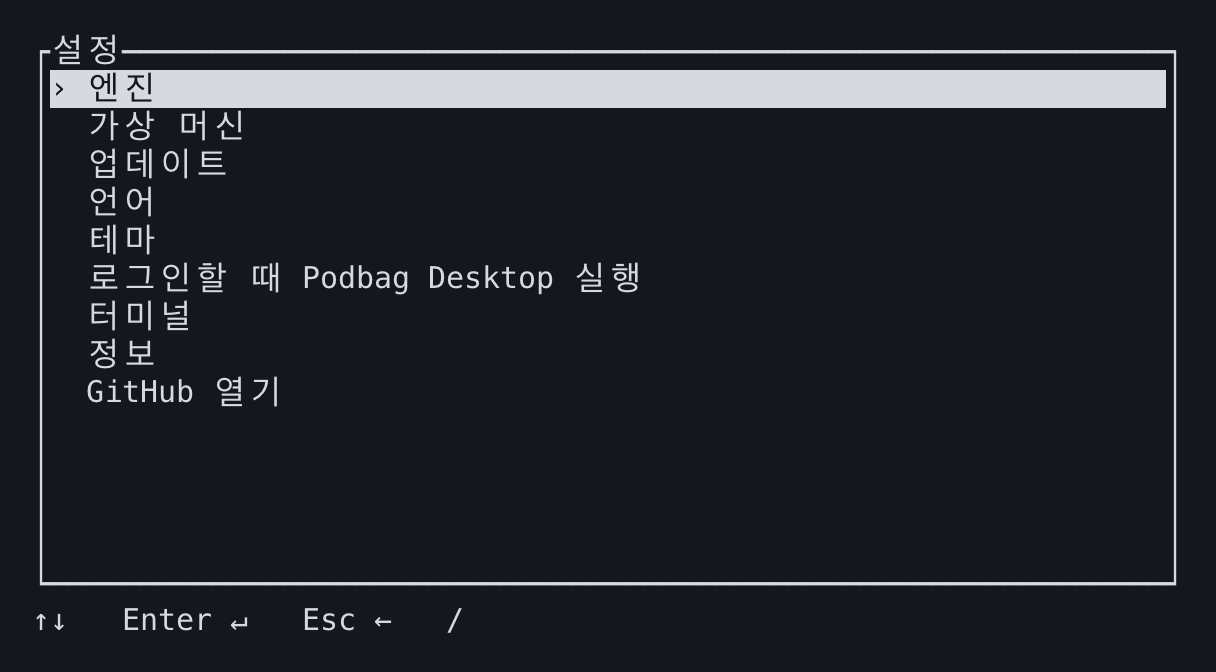 설정
› 엔진
가상 머신
업데이트
언어
테마
로그인할 때 Podbag Desktop 실행
터미널
정보
GitHub 열기
↑↓ Enter ↵ Esc ← /